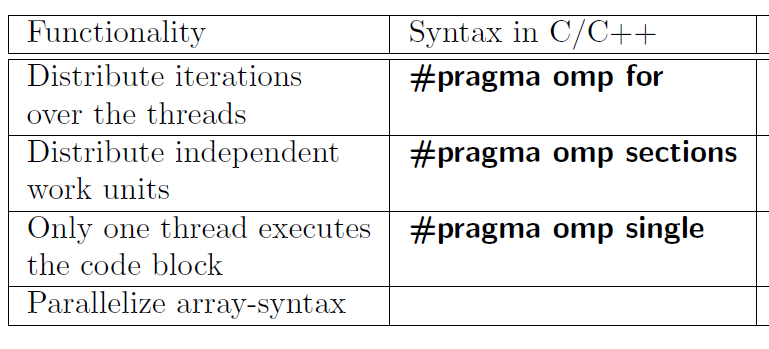 Functionality Syntax in C/C++
Distribute iterations #pragma omp for
over the threads
Distribute independent #pragma omp sections
work units
Only one thread executes #pragma omp single
the code block
Parallelize array-syntax